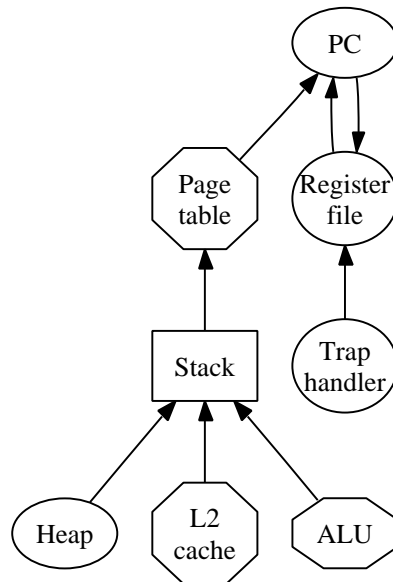 PC
Page
table
Register
file
Stack
Trap
handler
Heap
L2
cache
ALU